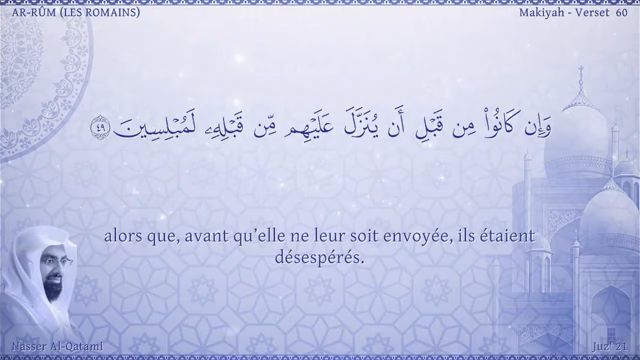 AR-RŪM (LES ROMAINS)
Makiyah - Verset 60
وَإِن كَانُوا۟ مِن قَبْلِ أَن يُنَزَّلَ عَلَيْهِم مِّن قَبْلِهِۦ لَمُبْلِسِينَ ٤٩
alors que, avant qu’elle ne leur soit envoyée, ils étaient
désespérés.
Nasser Al-Qatami
Juz' 21